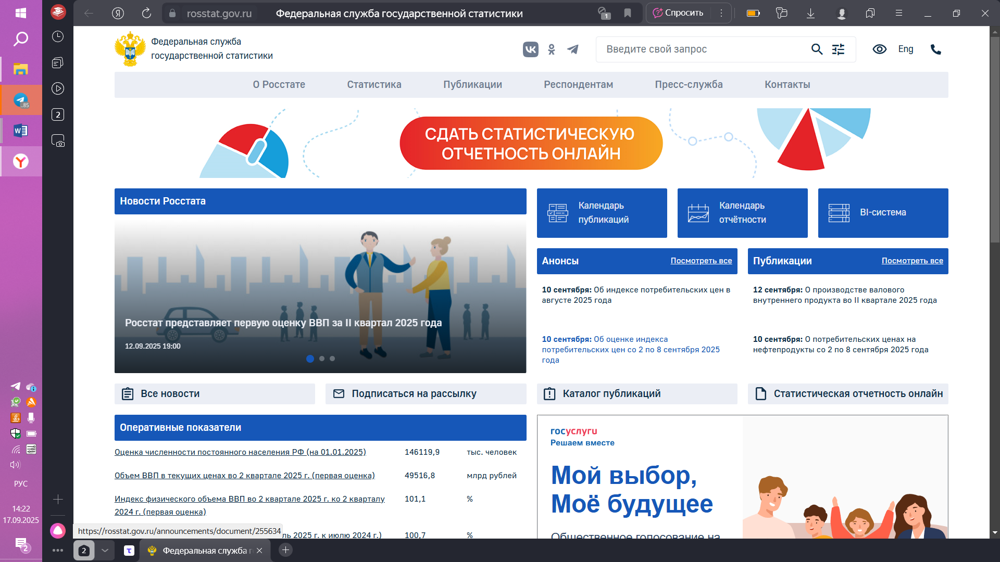 rosstat.gov.ru
Федеральная служба государственной статистики
1
Спросить
Федеральная служба
государственной статистики
Введите свой запрос
Eng
О Росстате
Статистика
Публикации
Респондентам
Пресс-служба
Контакты
СДАТЬ СТАТИСТИЧЕСКУЮ
ОТЧЕТНОСТЬ ОНЛАЙН
Новости Росстата
Росстат представляет первую оценку ВВП за II квартал 2025 года
12.09.2025 19:00
Календарь
публикаций
Календарь
отчётности
BI-система
Анонсы
Посмотреть все
10 сентября: Об индексе потребительских цен в
августе 2025 года
10 сентября: Об оценке индекса
потребительских цен со 2 по 8 сентября 2025
года
Публикации
Посмотреть все
12 сентября: О производстве валового
внутреннего продукта во II квартале 2025 года
10 сентября: О потребительских ценах на
нефтепродукты со 2 по 8 сентября 2025 года
Все новости
Подписаться на рассылку
Каталог публикаций
Статистическая отчетность онлайн
Оперативные показатели
Оценка численности постоянного населения РФ (на 01.01.2025) 146119,9 тыс. человек
Объем ВВП в текущих ценах во 2 квартале 2025 г. (первая оценка) 49516,8 млрд рублей
Индекс физического объема ВВП во 2 квартале 2025 г. ко 2 кварталу 101,1 %
2024 г. (первая оценка)
ль 2025 г. к июлю 2024 г.) 100,7 %
госуслуги
Решаем вместе
Мой выбор,
Моё будущее
Общественное голосование на
https://rosstat.gov.ru/announcements/document/255634
2
Федеральная служба г
2
..85
W
РУС
14:22
17.09.2025
2